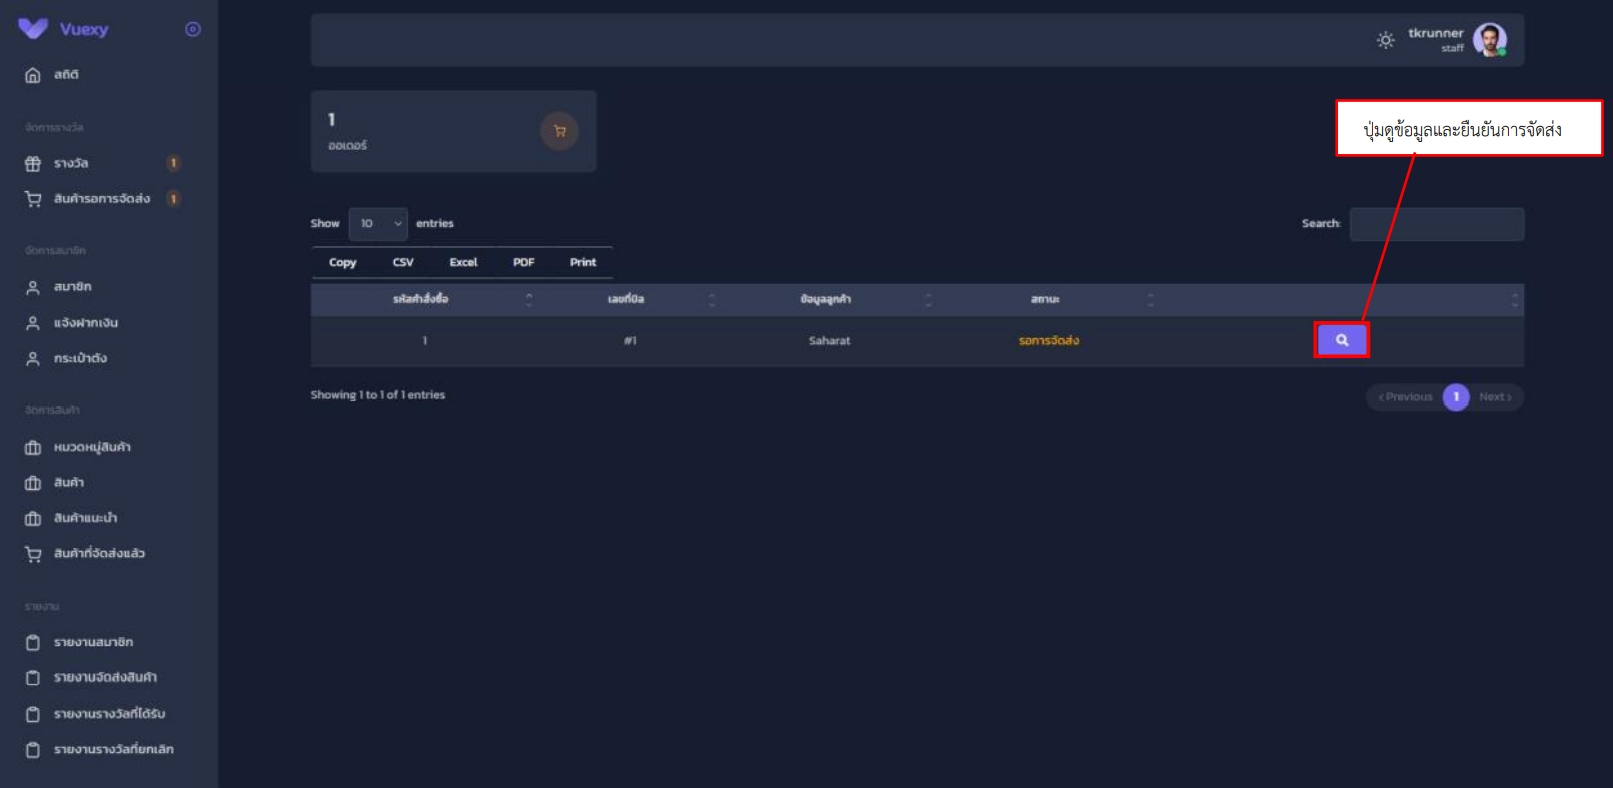 Vuexy
สถิติ
จัดการรางวัล
รางวัล 1
สินค้ารอการจัดส่ง 1
จัดการสมาชิก
สมาชิก
แจ้งฝากเงิน
กระเป๋าตัง
จัดการสินค้า
หมวดหมู่สินค้า
สินค้า
สินค้าแนะนำ
สินค้าที่จัดส่งแล้ว
รายงาน
รายงานสมาชิก
รายงานจัดส่งสินค้า
รายงานรางวัลที่ได้รับ
รายงานรางวัลที่ยกเลิก
tkrunner
staff
1
ออเดอร์
ปุ่มดูข้อมูลและยืนยันการจัดส่ง
Show 10 entries
Search:
Copy CSV Excel PDF Print
รหัสคำสั่งซื้อ เลขที่บิล ข้อมูลลูกค้า สถานะ
1 #1 Saharat รอการจัดส่ง
Showing 1 to 1 of 1 entries
‹ Previous 1 Next ›